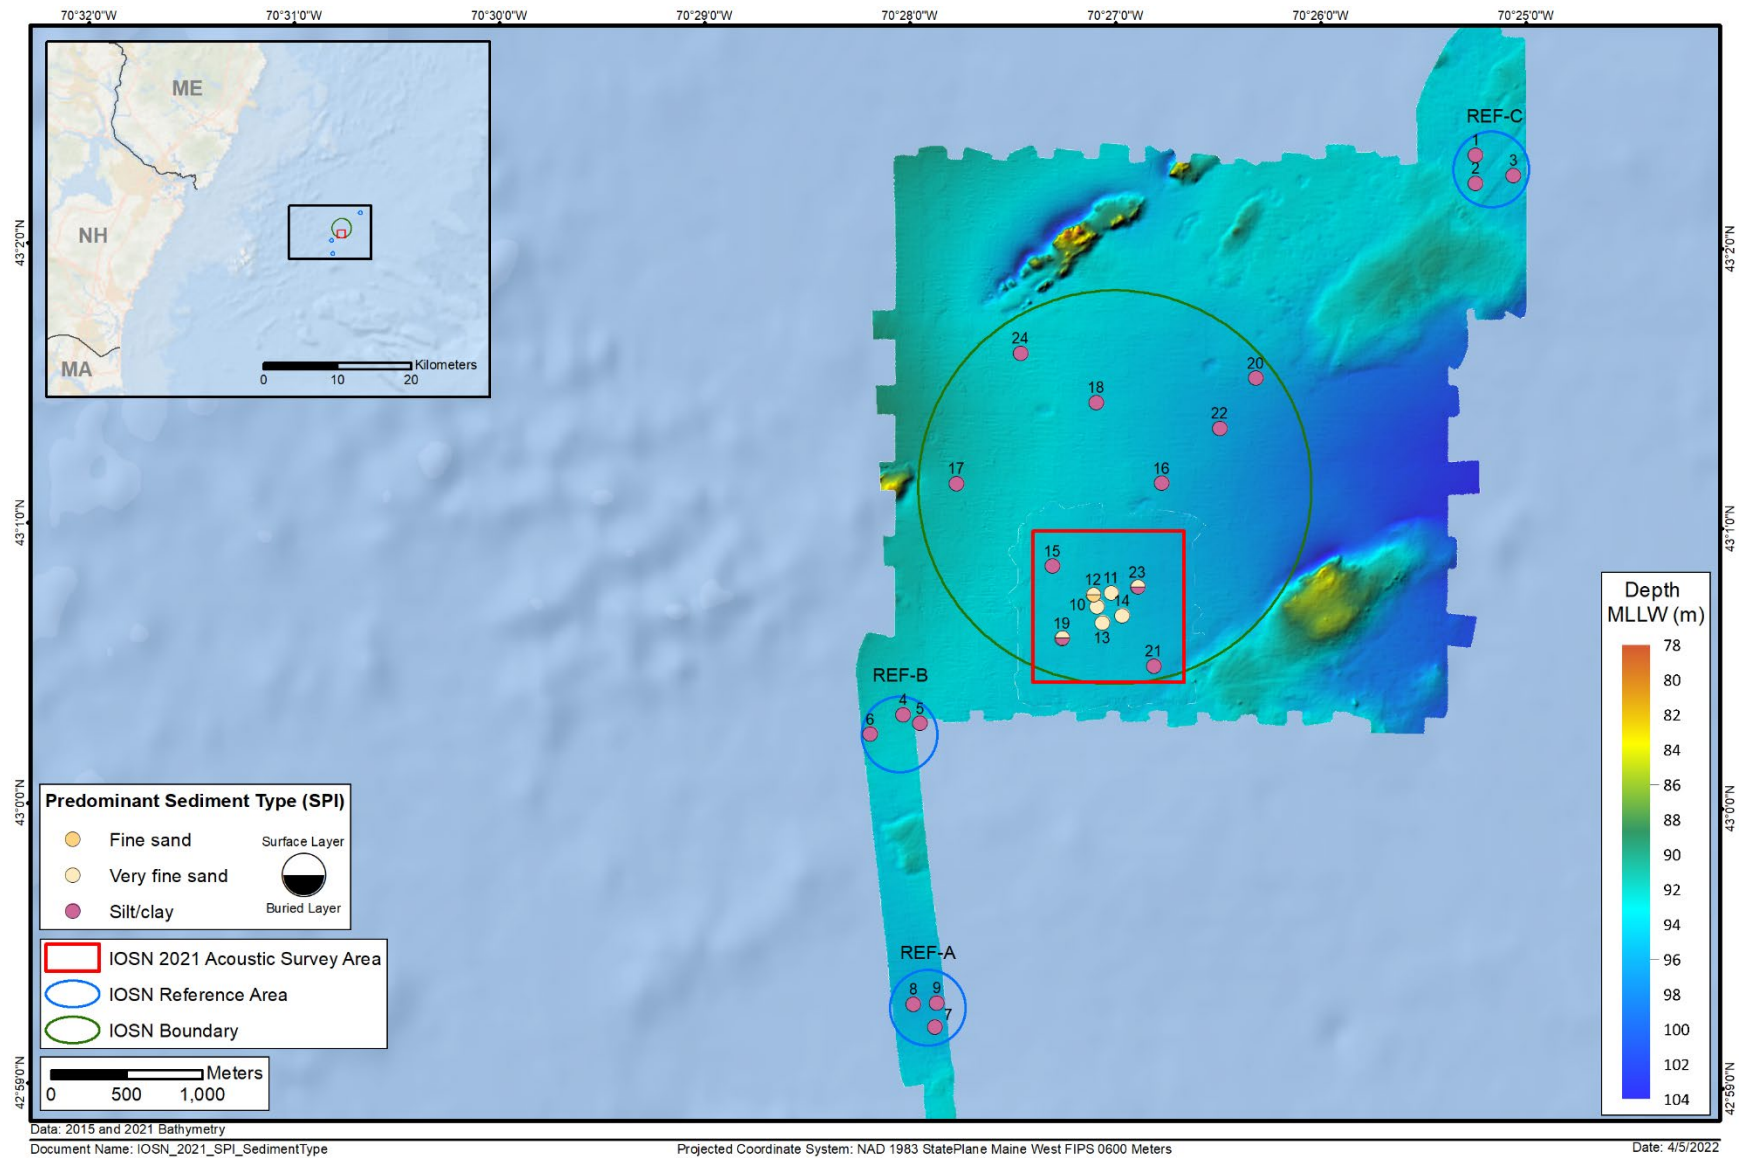 70°32'0"W 70°31'0"W 70°30'0"W 70°29'0"W 70°28'0"W 70°27'0"W 70°26'0"W 70°25'0"W
ME
NH
MA
Kilometers
0 10 20
REF-C
1
2
3
43°2'0"N 43°2'0"N
24
20
18
22
17
16
43°1'0"N 43°1'0"N
15
12 11 23
10 14
19 13
21
REF-B
4
5
6
43°0'0"N 43°0'0"N
REF-A
8 9
7
42°59'0"N 42°59'0"N
Predominant Sediment Type (SPI)
Fine sand
Very fine sand
Silt/clay
Surface Layer
Buried Layer
IOSN 2021 Acoustic Survey Area
IOSN Reference Area
IOSN Boundary
Meters
0 500 1,000
Depth
MLLW (m)
78
80
82
84
86
88
90
92
94
96
98
100
102
104
Data: 2015 and 2021 Bathymetry
Document Name: IOSN_2021_SPI_SedimentType
Projected Coordinate System: NAD 1983 StatePlane Maine West FIPS 0600 Meters
Date: 4/5/2022